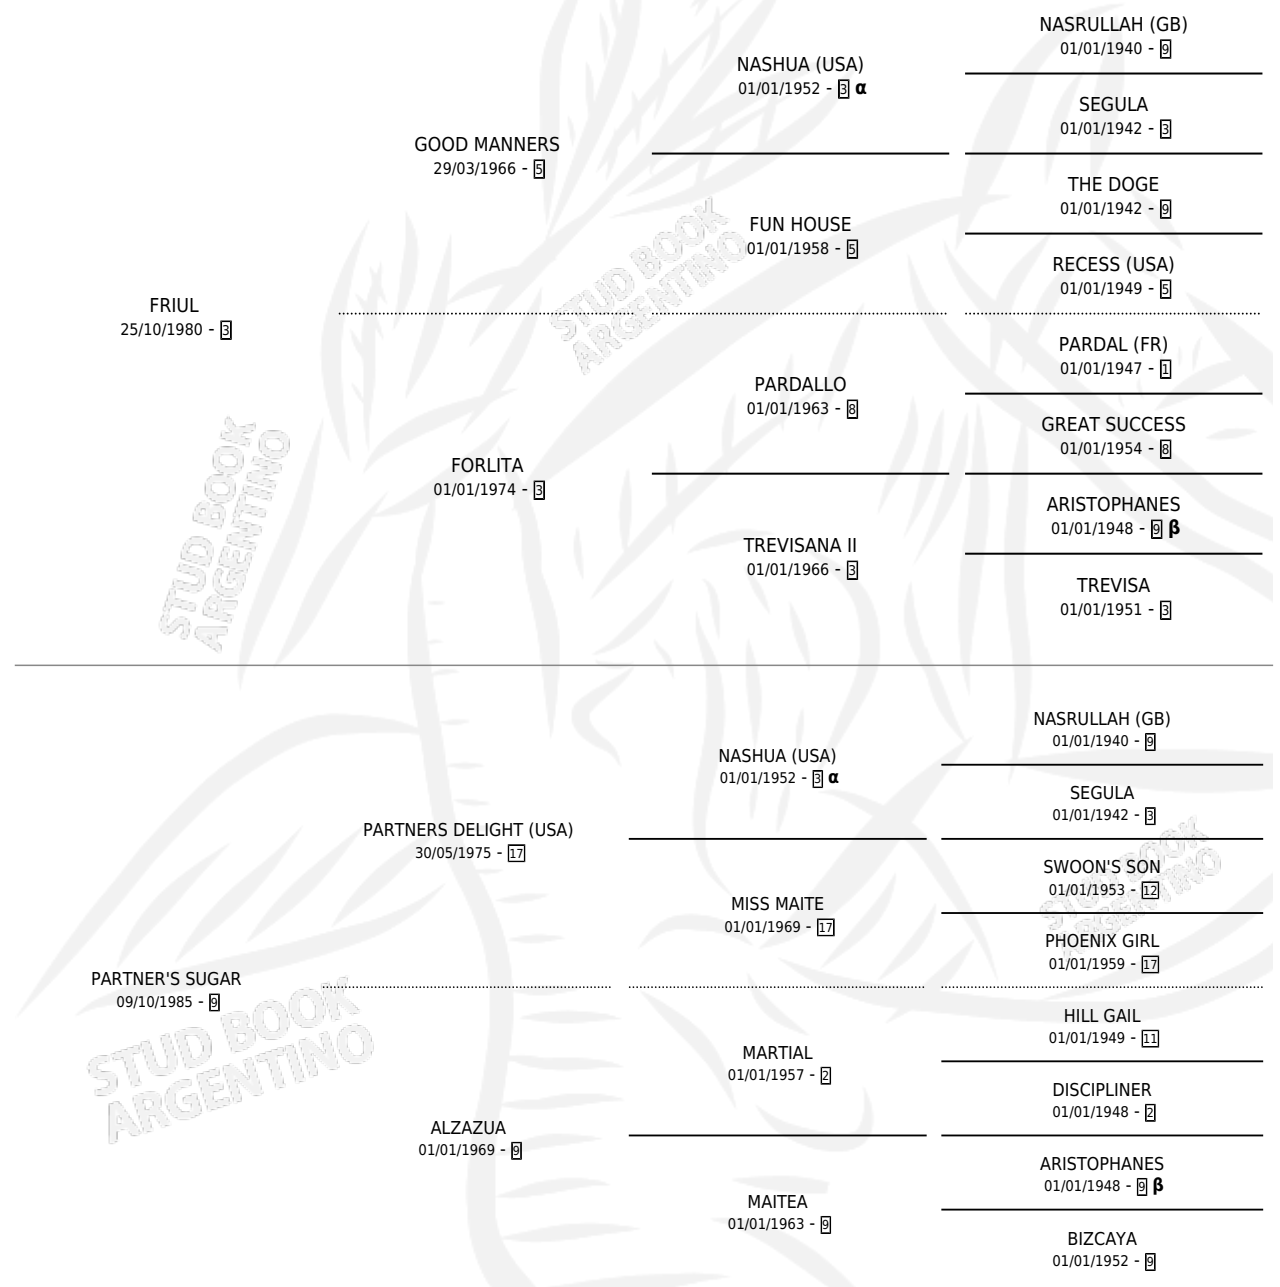 NASRULLAH (GB)
01/01/1940 - 9
NASHUA (USA)
01/01/1952 - 3 α
SEGULA
01/01/1942 - 3
GOOD MANNERS
29/03/1966 - 5
THE DOGE
01/01/1942 - 9
FUN HOUSE
01/01/1958 - 5
RECESS (USA)
01/01/1949 - 5
FRIUL
25/10/1980 - 3
PARDAL (FR)
01/01/1947 - 1
PARDALLO
01/01/1963 - 8
GREAT SUCCESS
01/01/1954 - 8
FORLITA
01/01/1974 - 3
ARISTOPHANES
01/01/1948 - 9 β
TREVISANA II
01/01/1966 - 3
TREVISA
01/01/1951 - 3
STUD BOOK
ARGENTINO
STUD BOOK
ARGENTINO
NASRULLAH (GB)
01/01/1940 - 9
NASHUA (USA)
01/01/1952 - 3 α
SEGULA
01/01/1942 - 3
PARTNERS DELIGHT (USA)
30/05/1975 - 17
SWOON'S SON
01/01/1953 - 12
MISS MAITE
01/01/1969 - 17
PHOENIX GIRL
01/01/1959 - 17
PARTNER'S SUGAR
09/10/1985 - 9
HILL GAIL
01/01/1949 - 11
MARTIAL
01/01/1957 - 2
DISCIPLINER
01/01/1948 - 2
ALZAZUA
01/01/1969 - 9
ARISTOPHANES
01/01/1948 - 9 β
MAITEA
01/01/1963 - 9
BIZCAYA
01/01/1952 - 9
STUD BOOK
ARGENTINO
STUD BOOK
ARGENTINO